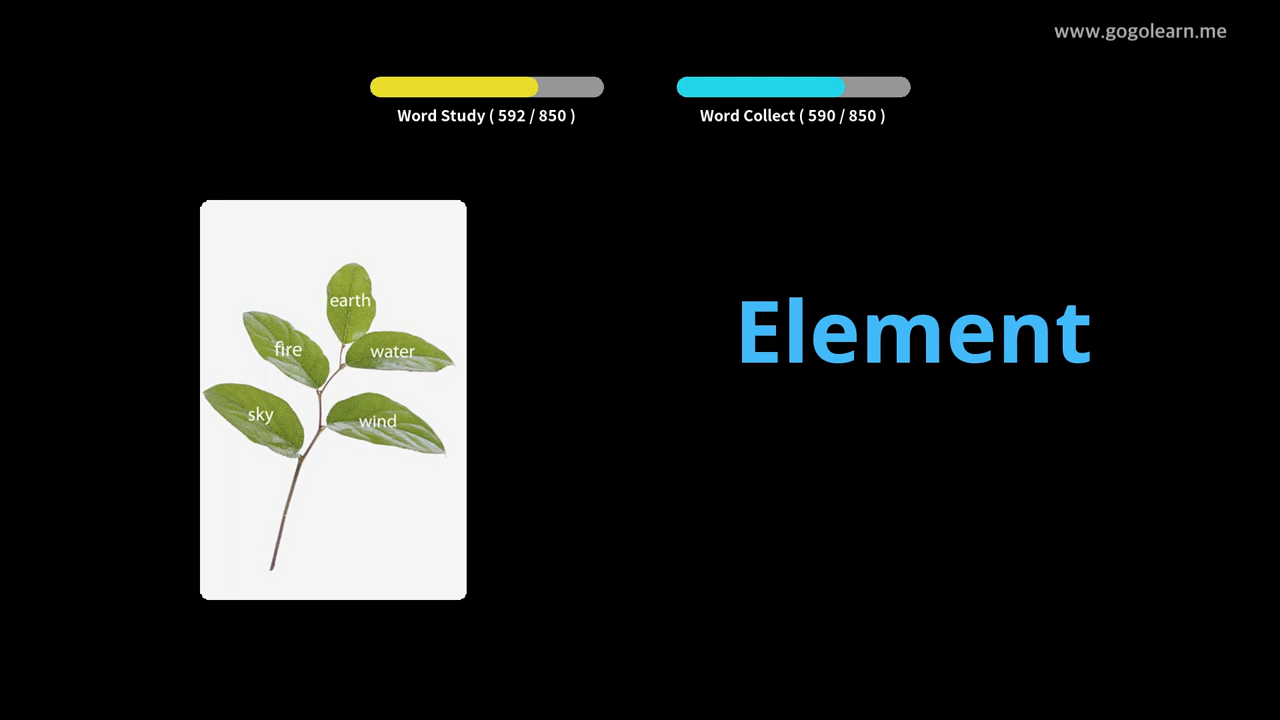 www.gogolearn.me
Word Study ( 592 / 850 )
Word Collect ( 590 / 850 )
earth
fire
water
sky
wind
Element